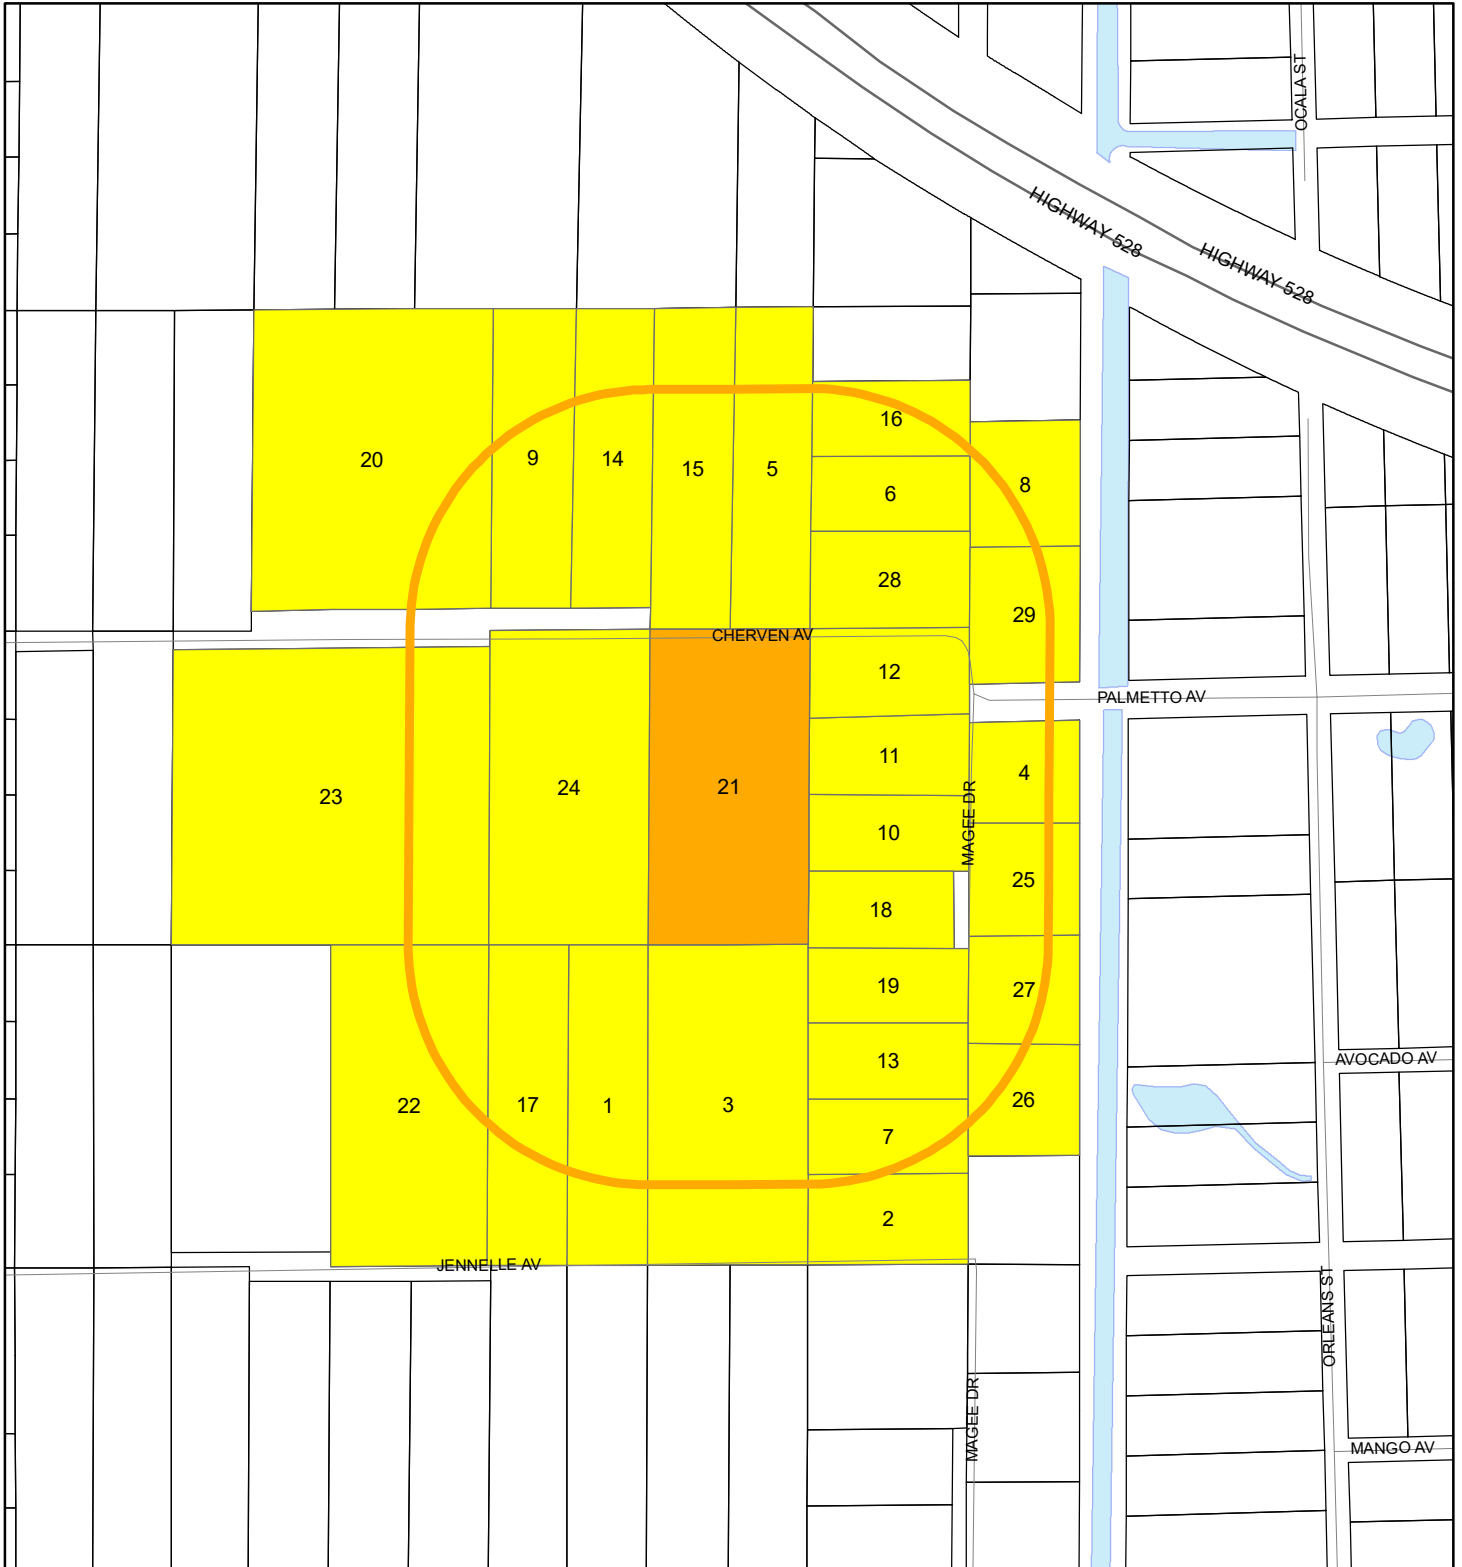 OCALA ST
HIGHWAY 528
HIGHWAY 528
16
20
9
14
15
5
8
6
28
29
CHERVEN AV
12
PALMETTO AV
11
4
24
21
23
MAGEE DR
10
25
18
19
27
13
AVOCADO AV
26
22
17
1
3
7
2
JENNELLE AV
ORLEANS ST
MAGEE DR
MANGO AV